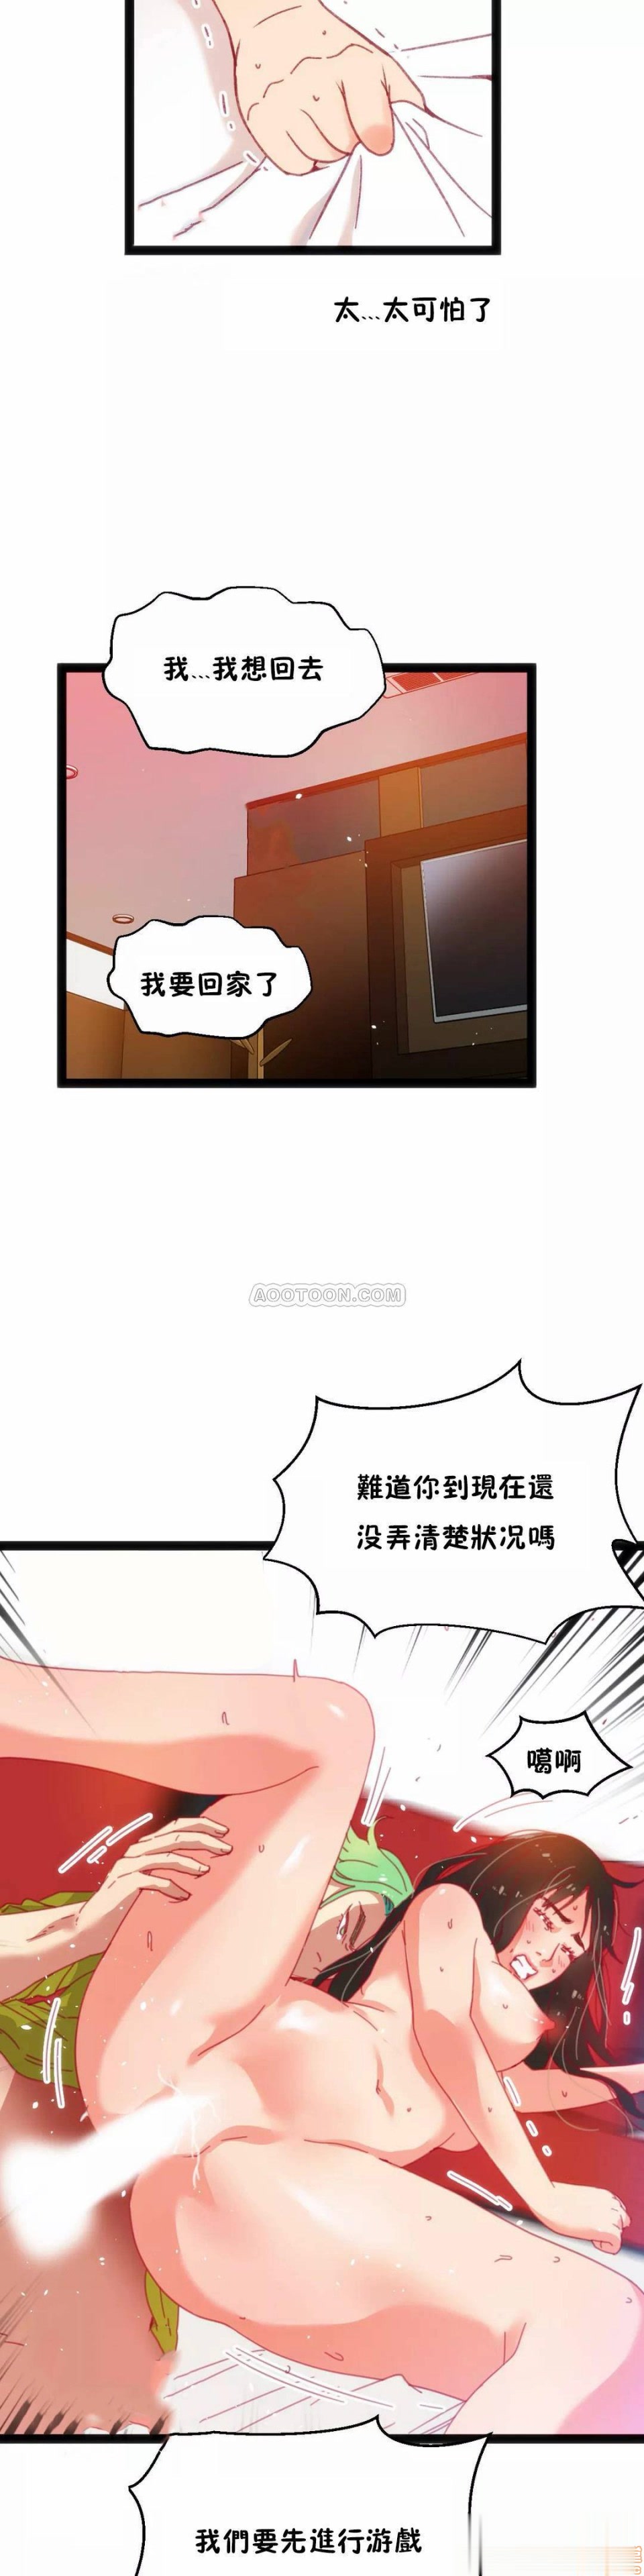 太...太可怕了
我...我想回去
我要回家了
AOOTOON.COM
難道你到現在還
没弄清楚狀况嗎
噶啊
我們要先進行游戲